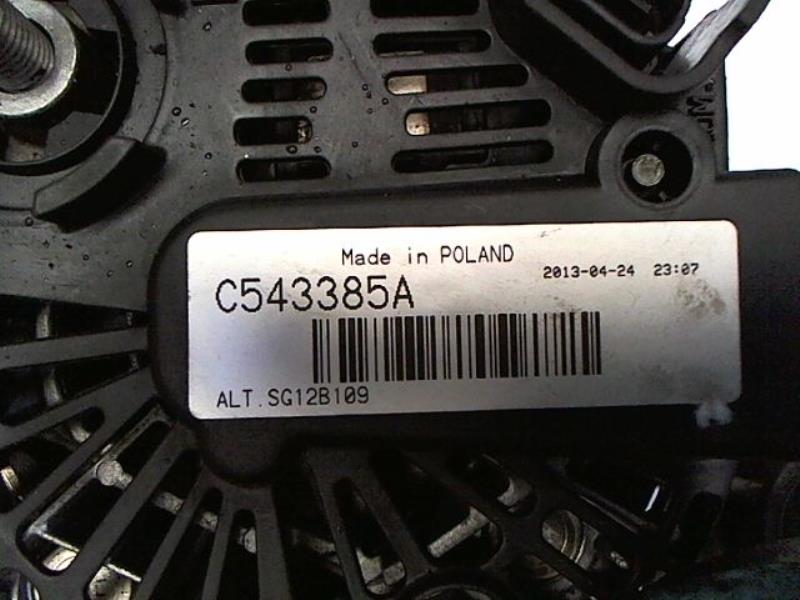 Made in POLAND
2013-04-24 23:07
C543385A
ALT.SG12B109